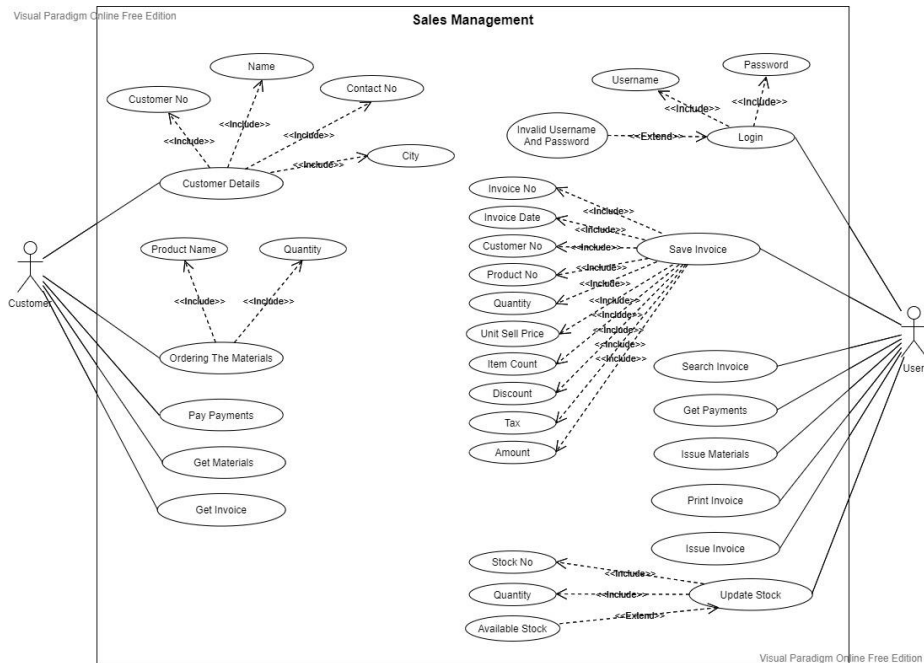 Visual Paradigm Online Free Edition
Sales Management
Name
Password
Username
<<Include>>
Customer No
Contact No
<<Include>>
<<Include>>
<<Include>>
<<Include>>
Invalid Username
And Password
<<Extend>>
Login
<<Include>>
City
<<Include>>
Customer Details
Invoice No
<<Include>>
Invoice Date
<<Include>>
Customer No
<<Include>>
Save Invoice
Product Name
Quantity
Product No
<<Include>>
<<Include>>
<<Include>>
Quantity
<<Include>>
Customer
<<Include>>
Unit Sell Price
<<Include>>
<<Include>>
Ordering The Materials
Item Count
Search Invoice
User
Discount
Pay Payments
Get Payments
Tax
Amount
Issue Materials
Get Materials
Print Invoice
Get Invoice
Issue Invoice
Stock No
<<Include>>
Quantity
<<Include>>
Update Stock
<<Extend>>
Available Stock
Visual Paradigm Online Free Edition